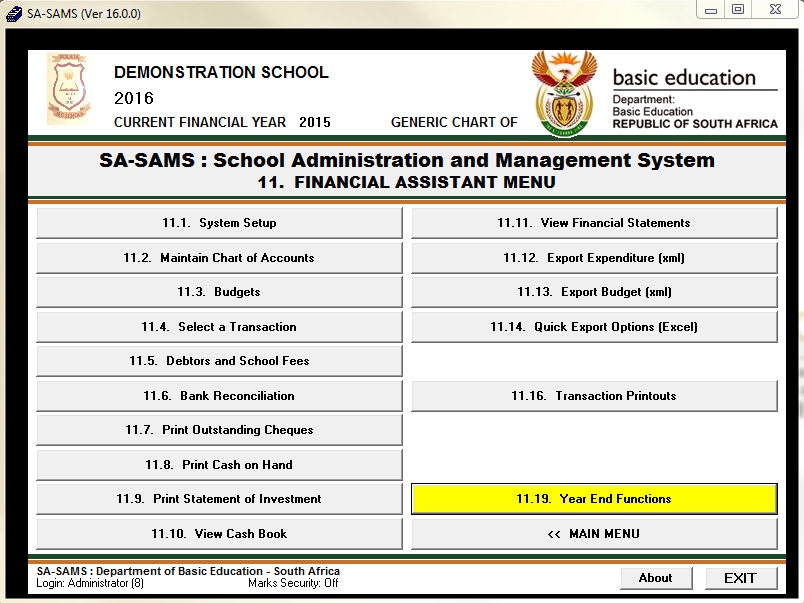 SA-SAMS (Ver 16.0.0)
DEMONSTRATION SCHOOL
2016
CURRENT FINANCIAL YEAR 2015 GENERIC CHART OF
basic education
Department:
Basic Education
REPUBLIC OF SOUTH AFRICA
SA-SAMS : School Administration and Management System
11. FINANCIAL ASSISTANT MENU
11.1. System Setup
11.2. Maintain Chart of Accounts
11.3. Budgets
11.4. Select a Transaction
11.5. Debtors and School Fees
11.6. Bank Reconciliation
11.7. Print Outstanding Cheques
11.8. Print Cash on Hand
11.9. Print Statement of Investment
11.10. View Cash Book
11.11. View Financial Statements
11.12. Export Expenditure (xml)
11.13. Export Budget (xml)
11.14. Quick Export Options (Excel)
11.16. Transaction Printouts
11.19. Year End Functions
<< MAIN MENU
SA-SAMS : Department of Basic Education - South Africa
Login: Administrator (8) Marks Security: Off
About
EXIT